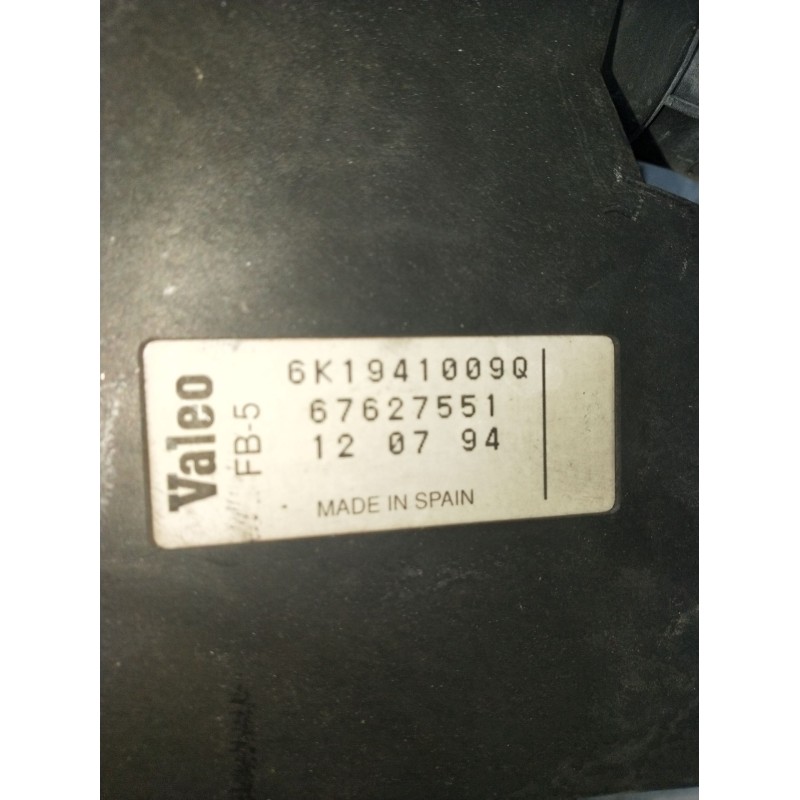 Valeo
FB-5
6K1941009Q
67627551
12 07 94
MADE IN SPAIN